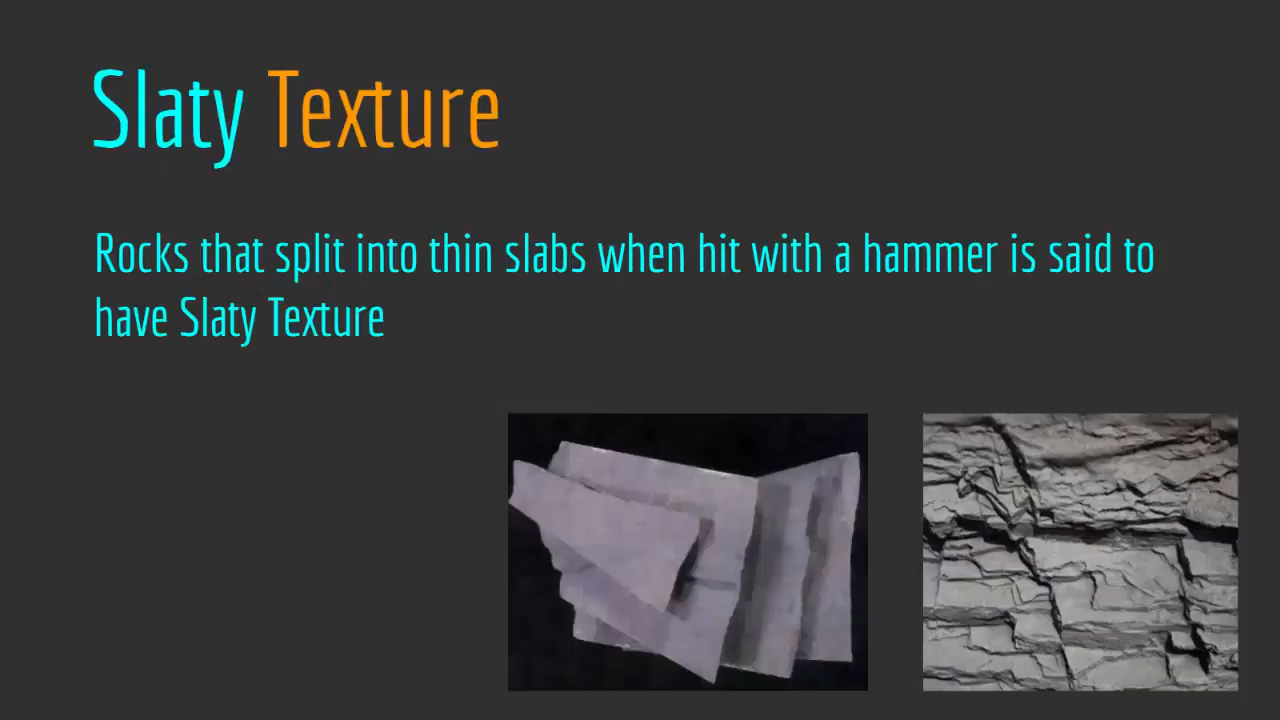 Slaty Texture
Rocks that split into thin slabs when hit with a hammer is said to
have Slaty Texture